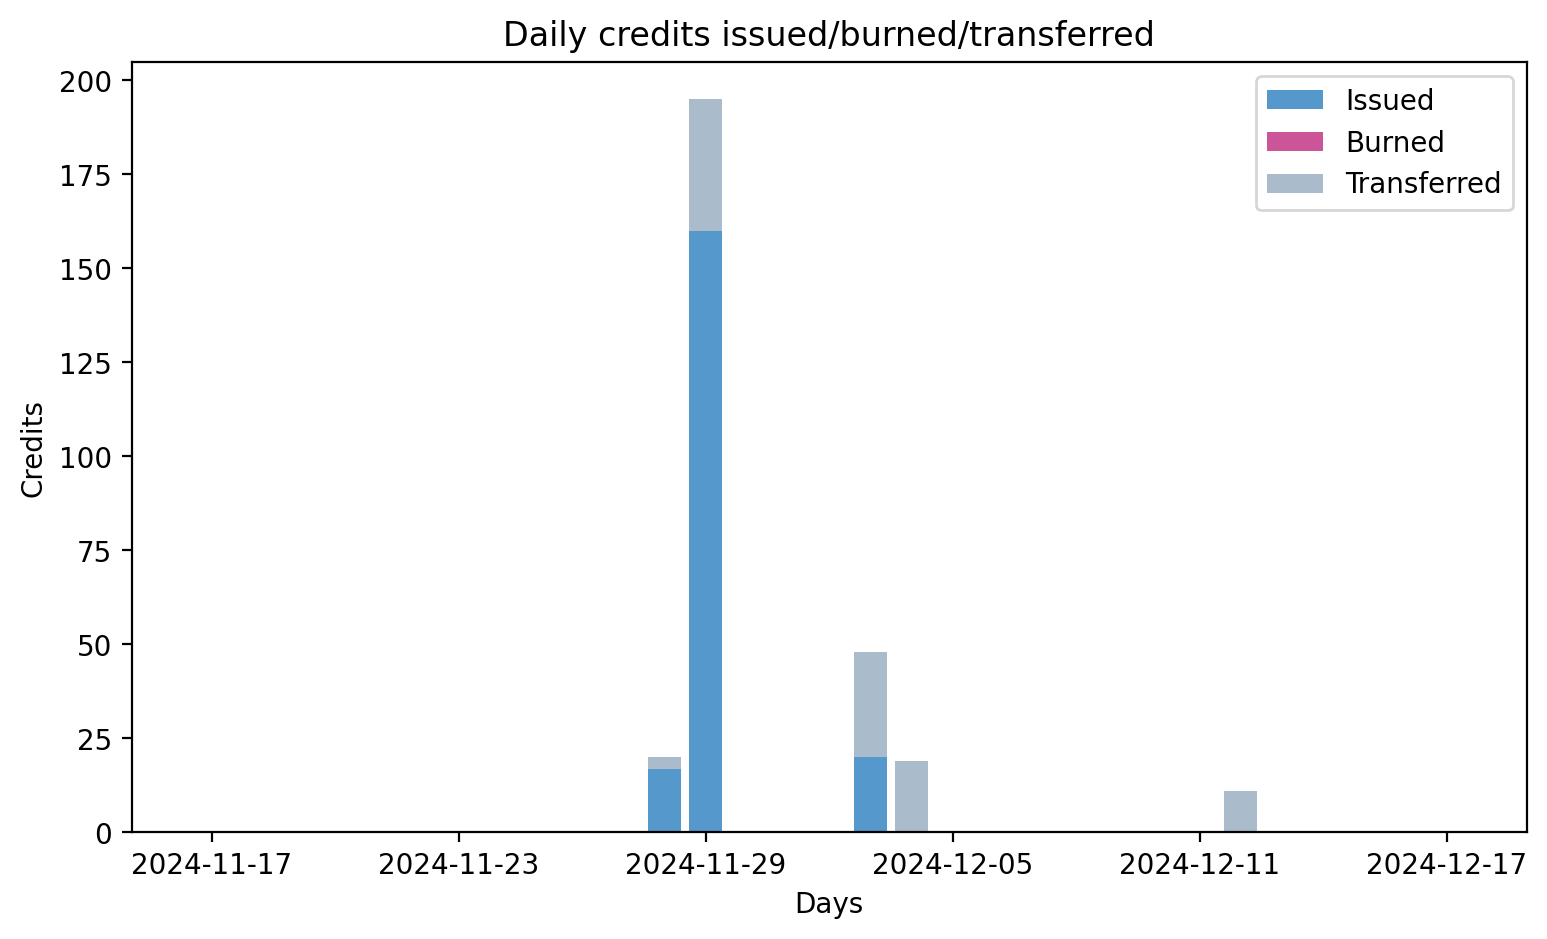 Daily credits issued/burned/transferred
Issued
Burned
Transferred
200
175
150
125
100
75
50
25
0
Credits
2024-11-17 2024-11-23 2024-11-29 2024-12-05 2024-12-11 2024-12-17
Days